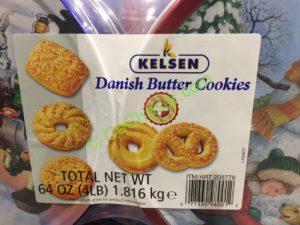 KELSEN
Danish Butter Cookies
TOTAL NET WT
64 OZ (4LB) 1.816 kg e
ITM/ART 208776